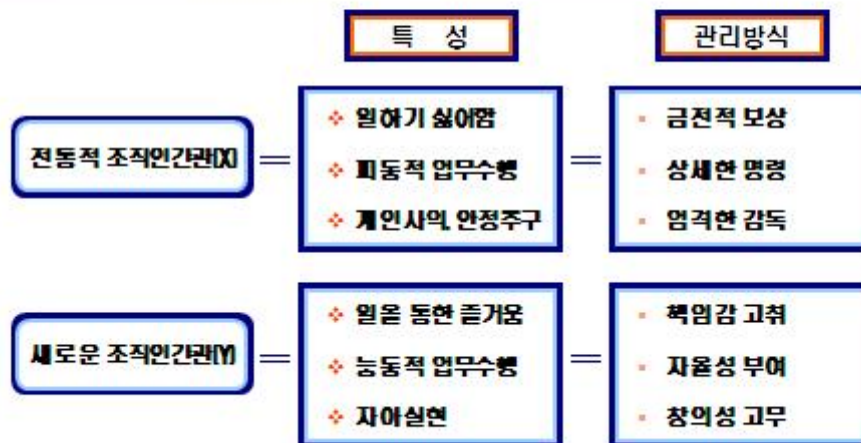 특 성
관리방식
전통적 조직인간관(X)
일하기 싫어함
피동적 업무수행
개인사익, 안정추구
금전적 보상
상세한 명령
엄격한 감독
새로운 조직인간관(Y)
일을 통한 즐거움
능동적 업무수행
자아실현
책임감 고취
자율성 부여
창의성 고무